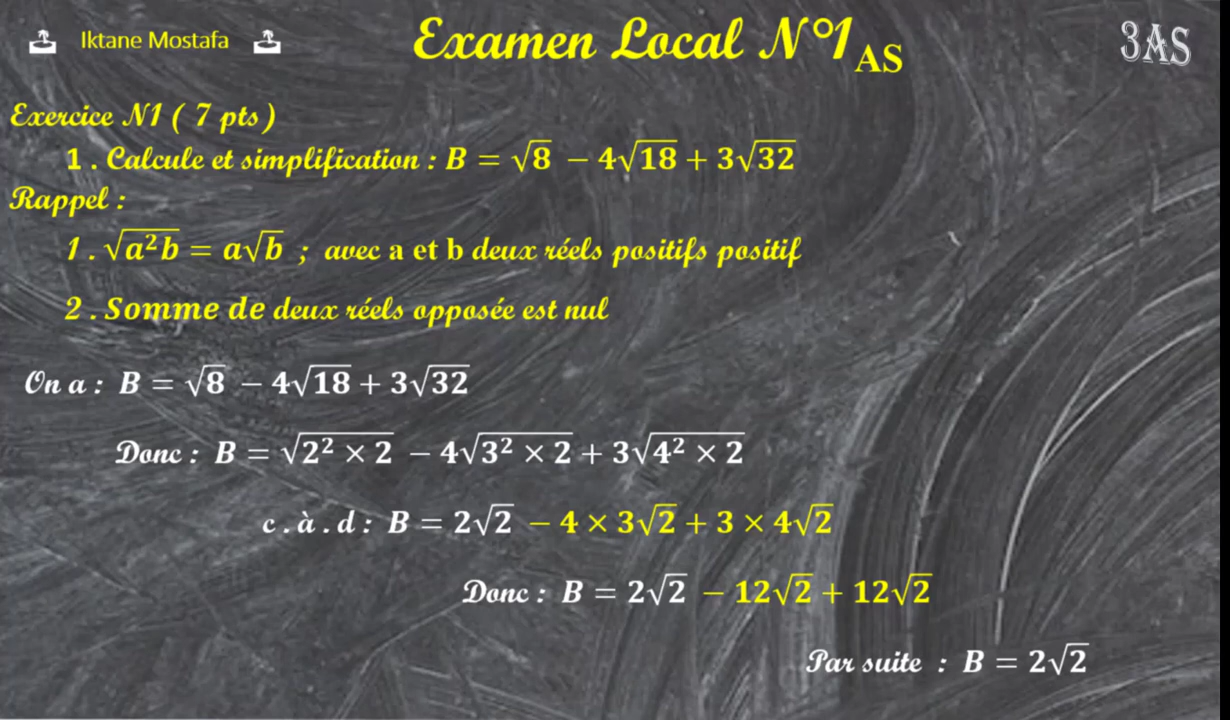 Iktane Mostafa
Examen Local N°1 AS
3AS
Exercice N1 ( 7 pts )
1 . Calcule et simplification : B = √8 − 4√18 + 3√32
Rappel :
1 . √(a²b) = a√b ; avec a et b deux réels positifs positif
2 . Somme de deux réels opposée est nul
On a : B = √8 − 4√18 + 3√32
Donc : B = √(2² × 2) − 4√(3² × 2) + 3√(4² × 2)
c . à . d : B = 2√2 − 4 × 3√2 + 3 × 4√2
Donc : B = 2√2 − 12√2 + 12√2
Par suite : B = 2√2